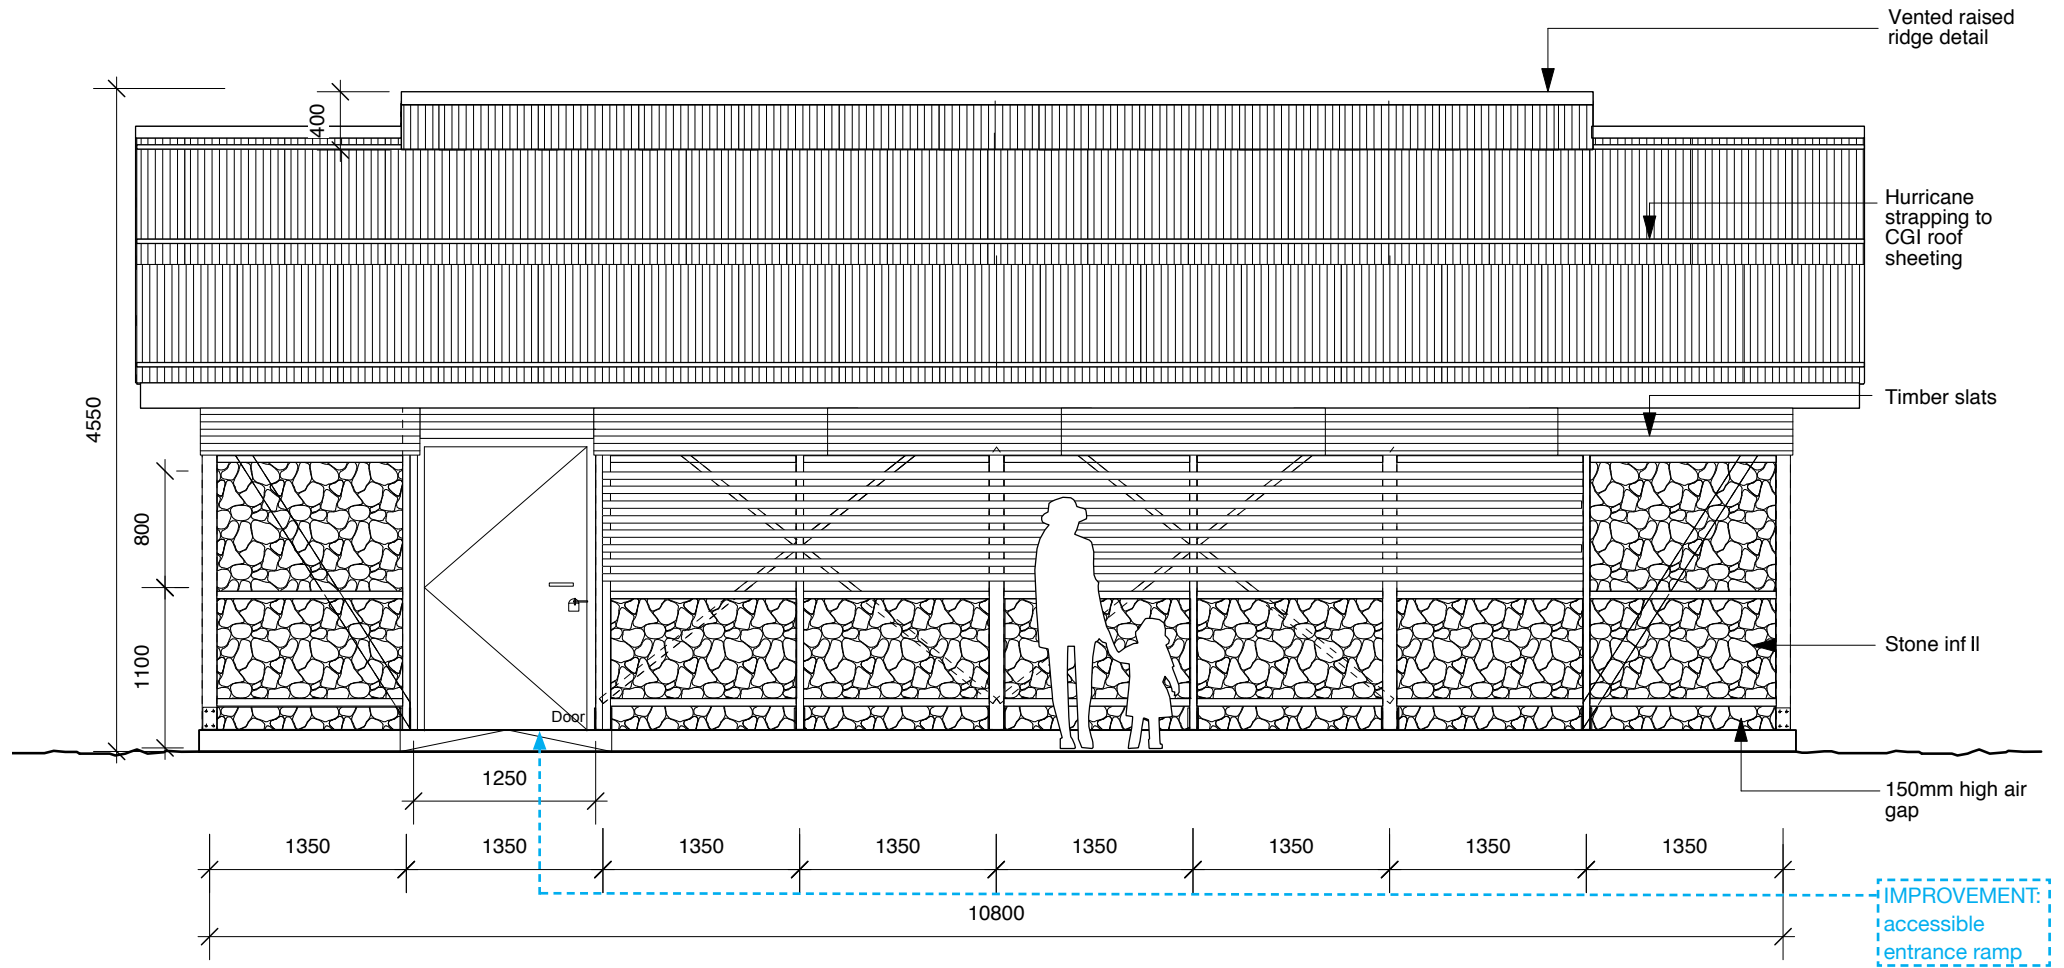 Vented raised
ridge detail
400
Hurricane
strapping to
CGI roof
sheeting
4550
Timber slats
800
1100
Stone inf ll
Door
1250
150mm high air
gap
1350 1350 1350 1350 1350 1350 1350 1350
10800
IMPROVEMENT:
accessible
entrance ramp